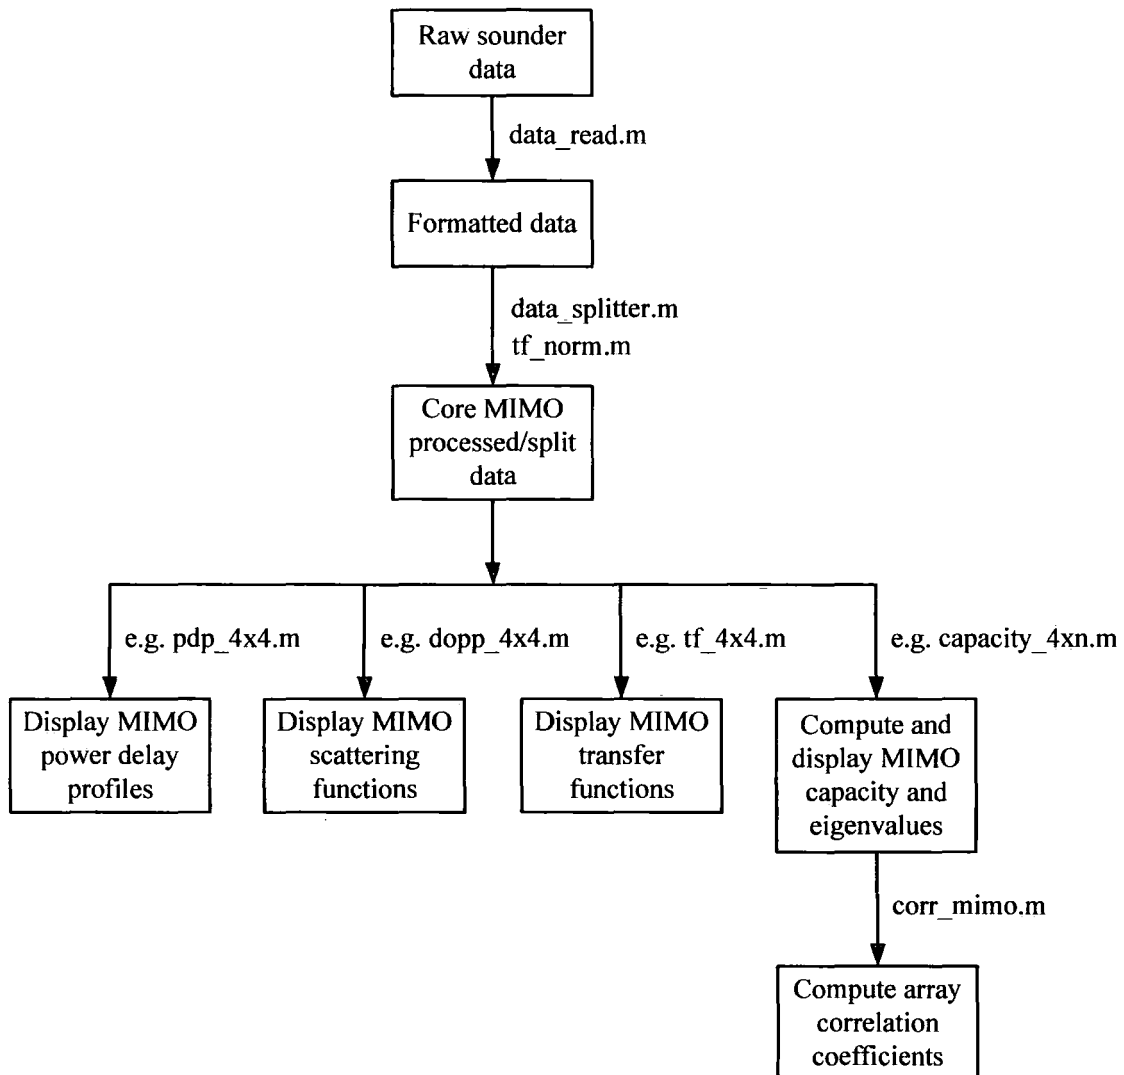 Raw sounder
data
data_read.m
Formatted data
data_splitter.m
tf_norm.m
Core MIMO
processed/split
data
e.g. pdp_4x4.m
e.g. dopp_4x4.m
e.g. tf_4x4.m
e.g. capacity_4xn.m
Display MIMO
power delay
profiles
Display MIMO
scattering
functions
Display MIMO
transfer
functions
Compute and
display MIMO
capacity and
eigenvalues
corr_mimo.m
Compute array
correlation
coefficients